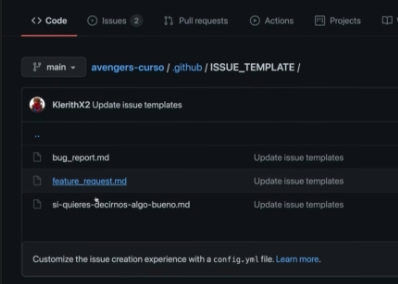 Code Issues 2 Pull requests Actions Projects
main avengers-curso / .github / ISSUE_TEMPLATE /
KlerithX2 Update issue templates
..
bug_report.md Update issue templates
feature_request.md Update issue templates
si-quieres-decirnos-algo-bueno.md Update issue templates
Customize the issue creation experience with a config.yml file. Learn more.